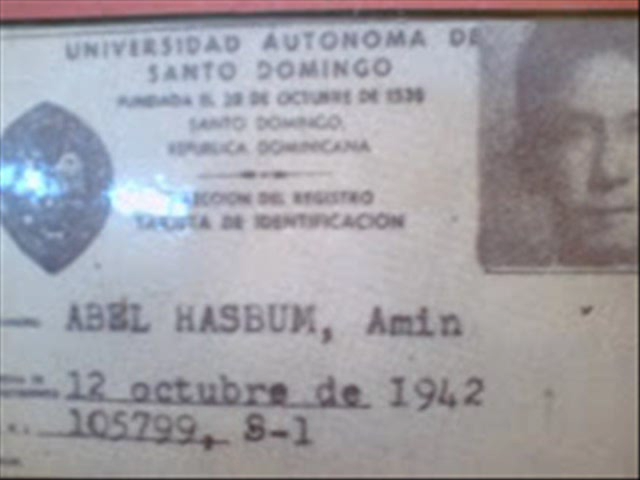 UNIVERSIDAD AUTONOMA DE
SANTO DOMINGO
FUNDADA EL 28 DE OCTUBRE DE 1538
SANTO DOMINGO,
REPUBLICA DOMINICANA
DEL REGISTRO
DE IDENTIFICACION
ABEL HASBUM, Amin
12 octubre de 1942
105799, S-1